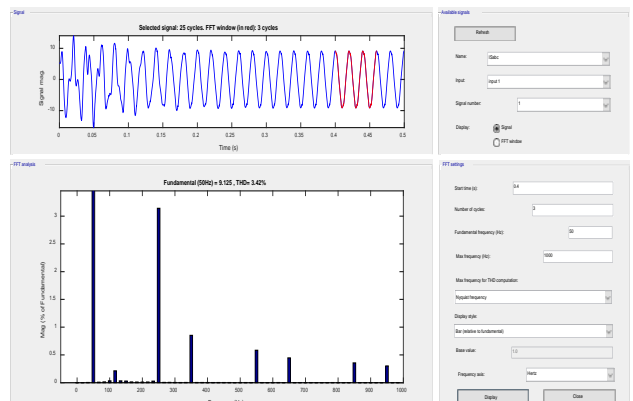 Signal
Selected signal: 25 cycles. FFT window (in red): 3 cycles
Signal mag.
10
0
-10
0 0.05 0.1 0.15 0.2 0.25 0.3 0.35 0.4 0.45 0.5
Time (s)
Available signals
Refresh
Name:
ISabc
Input:
input 1
Signal number:
1
Display:
Signal
FFT window
FFT analysis
Fundamental (50Hz) = 9.125 , THD= 3.42%
Mag (% of Fundamental)
3
2.5
2
1.5
1
0.5
0
0 100 200 300 400 500 600 700 800 900 1000
FFT settings
Start time (s):
0.4
Number of cycles:
3
Fundamental frequency (Hz):
50
Max frequency (Hz):
1000
Max frequency for THD computation:
Nyquist frequency
Display style:
Bar (relative to fundamental)
Base value:
1.0
Frequency axis:
Hertz
Display
Close